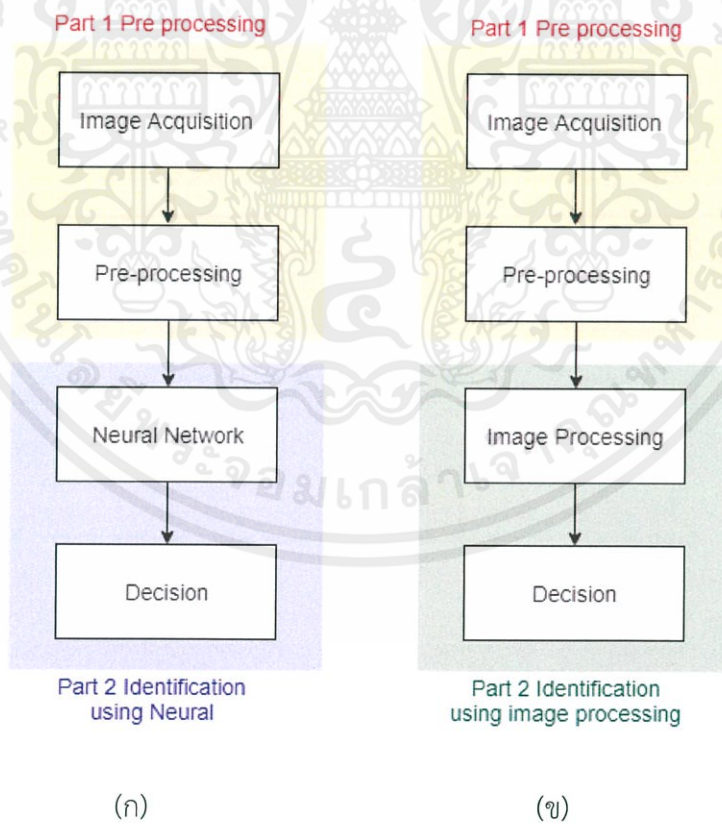 Part 1 Pre processing
Image Acquisition
Pre-processing
Neural Network
Decision
Part 2 Identification
using Neural
(ก)
Part 1 Pre processing
Image Acquisition
Pre-processing
Image Processing
Decision
Part 2 Identification
using image processing
(ข)